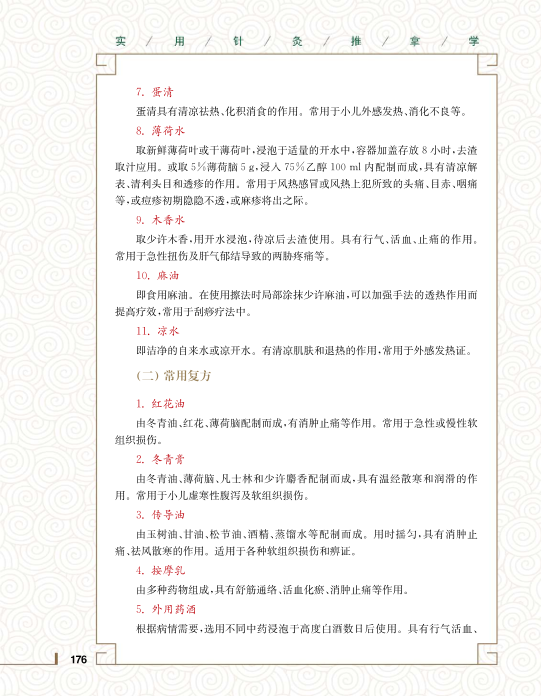 实 / 用 / 针 / 灸 / 推 / 拿 / 学
7. 蛋清
蛋清具有清凉祛热、化积消食的作用。常用于小儿外感发热、消化不良等。
8. 薄荷水
取新鲜薄荷叶或干薄荷叶,浸泡于适量的开水中,容器加盖存放 8 小时,去渣
取汁应用。或取 5%薄荷脑 5 g,浸入 75%乙醇 100 ml 内配制而成,具有清凉解
表、清利头目和透疹的作用。常用于风热感冒或风热上犯所致的头痛、目赤、咽痛
等,或痘疹初期隐隐不透,或麻疹将出之际。
9. 木香水
取少许木香,用开水浸泡,待凉后去渣使用。具有行气、活血、止痛的作用。
常用于急性扭伤及肝气郁结导致的两胁疼痛等。
10. 麻油
即食用麻油。在使用擦法时局部涂抹少许麻油,可以加强手法的透热作用而
提高疗效,常用于刮痧疗法中。
11. 凉水
即洁净的自来水或凉开水。有清凉肌肤和退热的作用,常用于外感发热证。
(二) 常用复方
1. 红花油
由冬青油、红花、薄荷脑配制而成,有消肿止痛等作用。常用于急性或慢性软
组织损伤。
2. 冬青膏
由冬青油、薄荷脑、凡士林和少许麝香配制而成,具有温经散寒和润滑的作
用。常用于小儿虚寒性腹泻及软组织损伤。
3. 传导油
由玉树油、甘油、松节油、酒精、蒸馏水等配制而成。用时摇匀,具有消肿止
痛、祛风散寒的作用。适用于各种软组织损伤和痹证。
4. 按摩乳
由多种药物组成,具有舒筋通络、活血化瘀、消肿止痛等作用。
5. 外用药酒
根据病情需要,选用不同中药浸泡于高度白酒数日后使用。具有行气活血、
176